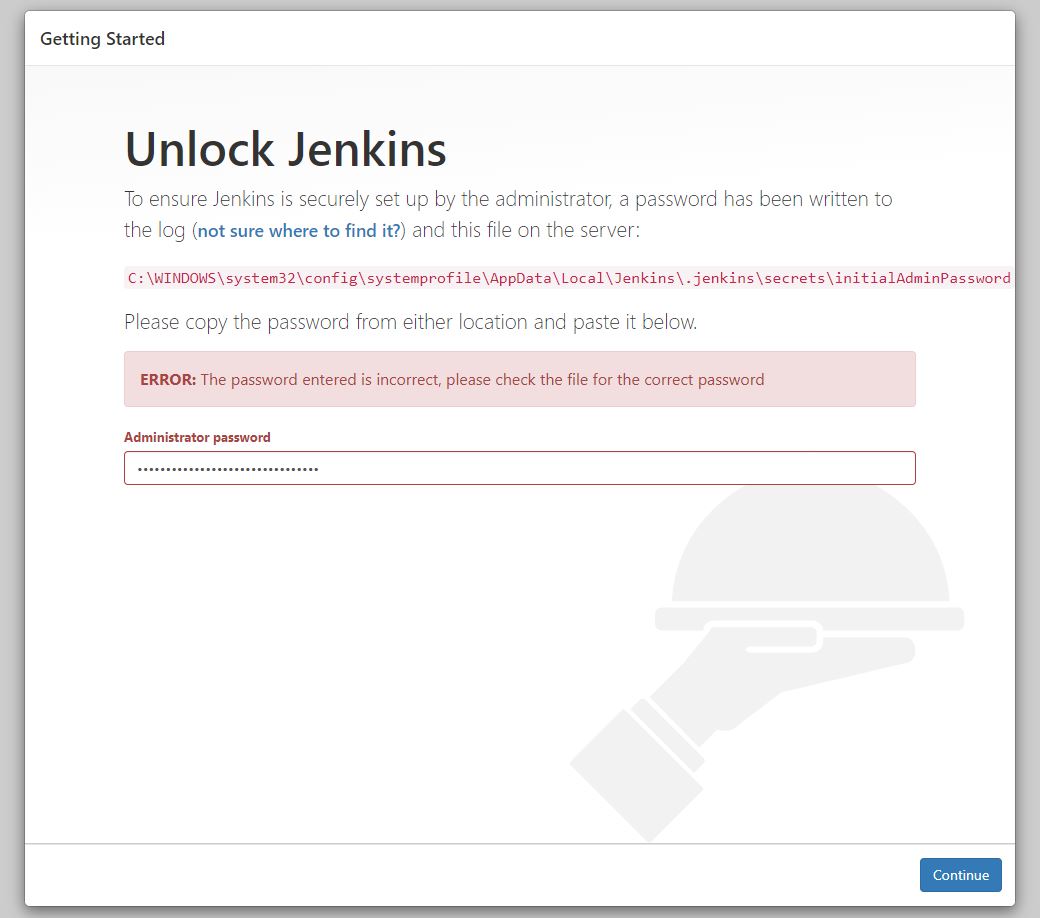 Getting Started
Unlock Jenkins
To ensure Jenkins is securely set up by the administrator, a password has been written to
the log (not sure where to find it?) and this file on the server:
C:\WINDOWS\system32\config\systemprofile\AppData\Local\Jenkins\.jenkins\secrets\initialAdminPassword
Please copy the password from either location and paste it below.
ERROR: The password entered is incorrect, please check the file for the correct password
Administrator password
••••••••••••••••••••••••••••••••
Continue